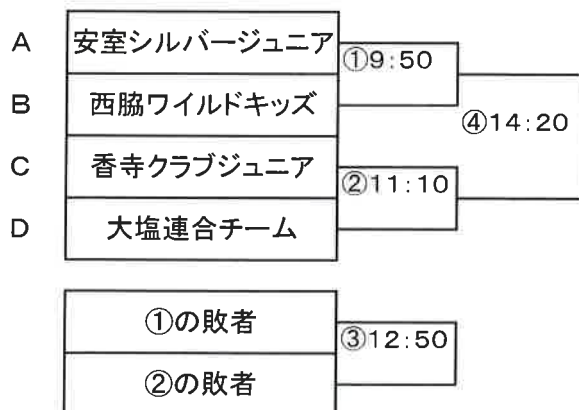 A 安室シルバージュニア
①9:50
B 西脇ワイルドキッズ
④14:20
C 香寺クラブジュニア
②11:10
D 大塩連合チーム
①の敗者
③12:50
②の敗者